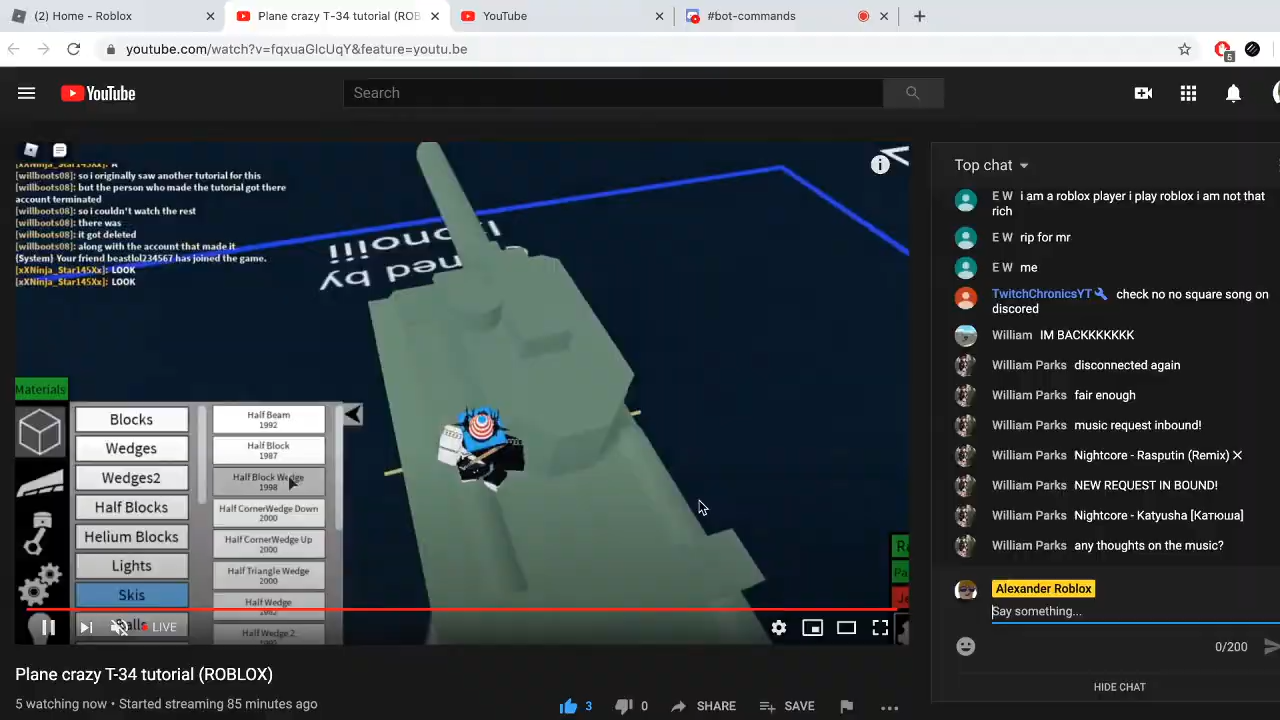 Home - Roblox
Plane crazy T-34 tutorial (ROB
YouTube
#bot-commands
youtube.com/watch?v=fqxuaGlcUqY&feature=youtu.be
5
YouTube
Search
[xXNinja_Star145Xx]: A
[willboots08]: so i originally saw another tutorial for this
[willboots08]: but the person who made the tutorial got there
account terminated
[willboots08]: so i couldn't watch the rest
[willboots08]: there was
[willboots08]: it got deleted
[willboots08]: along with the account that made it
{System} Your friend beastlol234567 has joined the game.
[xXNinja_Star145Xx]: LOOK
[xXNinja_Star145Xx]: LOOK
ned by
Materials
Blocks
Wedges
Wedges2
Half Blocks
Helium Blocks
Lights
Skis
Half Beam
1992
Half Block
1987
Half Block Wedge
1998
Half CornerWedge Down
2000
Half CornerWedge Up
2000
Half Triangle Wedge
2000
Half Wedge
1982
Half Wedge 2
LIVE
Plane crazy T-34 tutorial (ROBLOX)
5 watching now • Started streaming 85 minutes ago
3
0
SHARE
SAVE
Top chat
E W i am a roblox player i play roblox i am not that
rich
E W rip for mr
E W me
TwitchChronicsYT check no no square song on
discored
William IM BACKKKKKK
William Parks disconnected again
William Parks fair enough
William Parks music request inbound!
William Parks Nightcore - Rasputin (Remix) ✕
William Parks NEW REQUEST IN BOUND!
William Parks Nightcore - Katyusha [Катюша]
William Parks any thoughts on the music?
Alexander Roblox
Say something...
0/200
HIDE CHAT